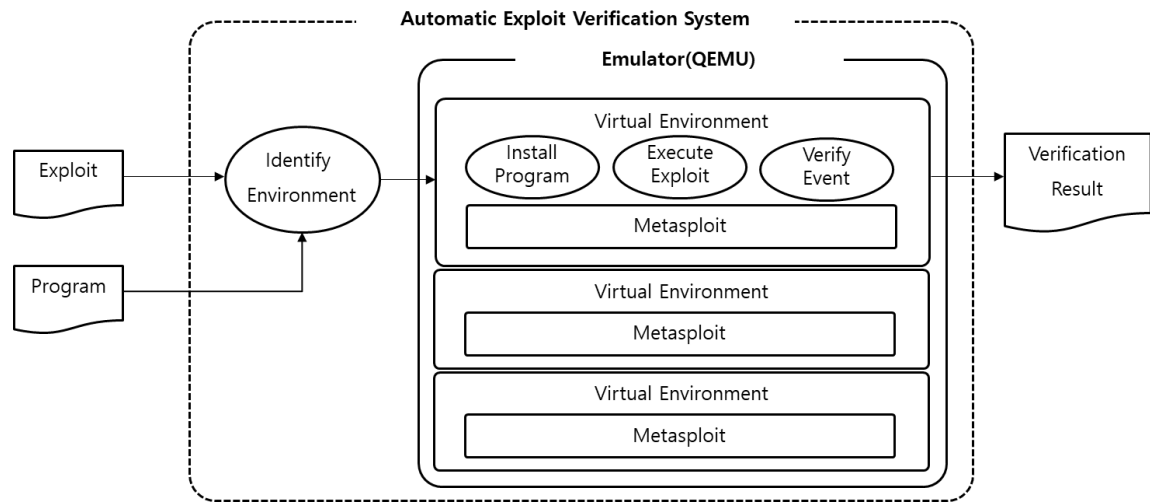 Automatic Exploit Verification System
Emulator(QEMU)
Virtual Environment
Install
Program
Execute
Exploit
Verify
Event
Metasploit
Exploit
Identify
Environment
Program
Verification
Result
Virtual Environment
Metasploit
Virtual Environment
Metasploit